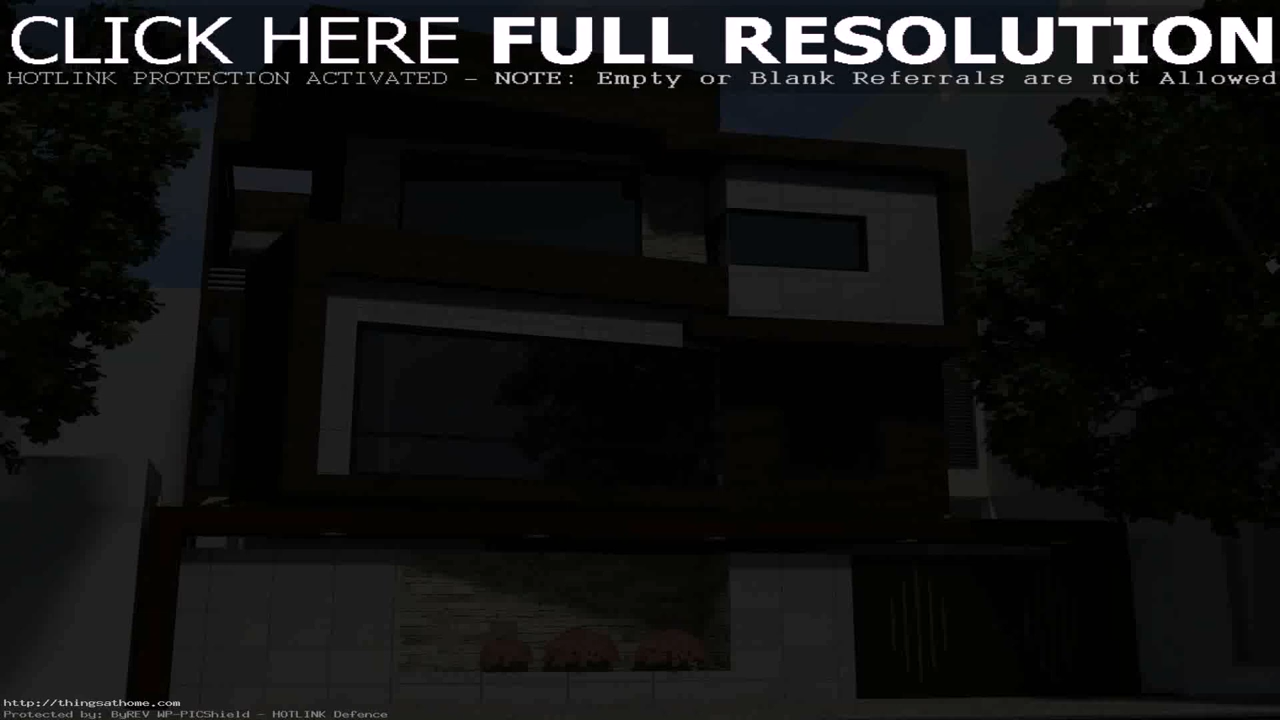 CLICK HERE FULL RESOLUTION
HOTLINK PROTECTION ACTIVATED – NOTE: Empty or Blank Referrals are not Allowed
http://thingsathome.com
Protected by: ByREV WP-PICShield – HOTLINK Defence